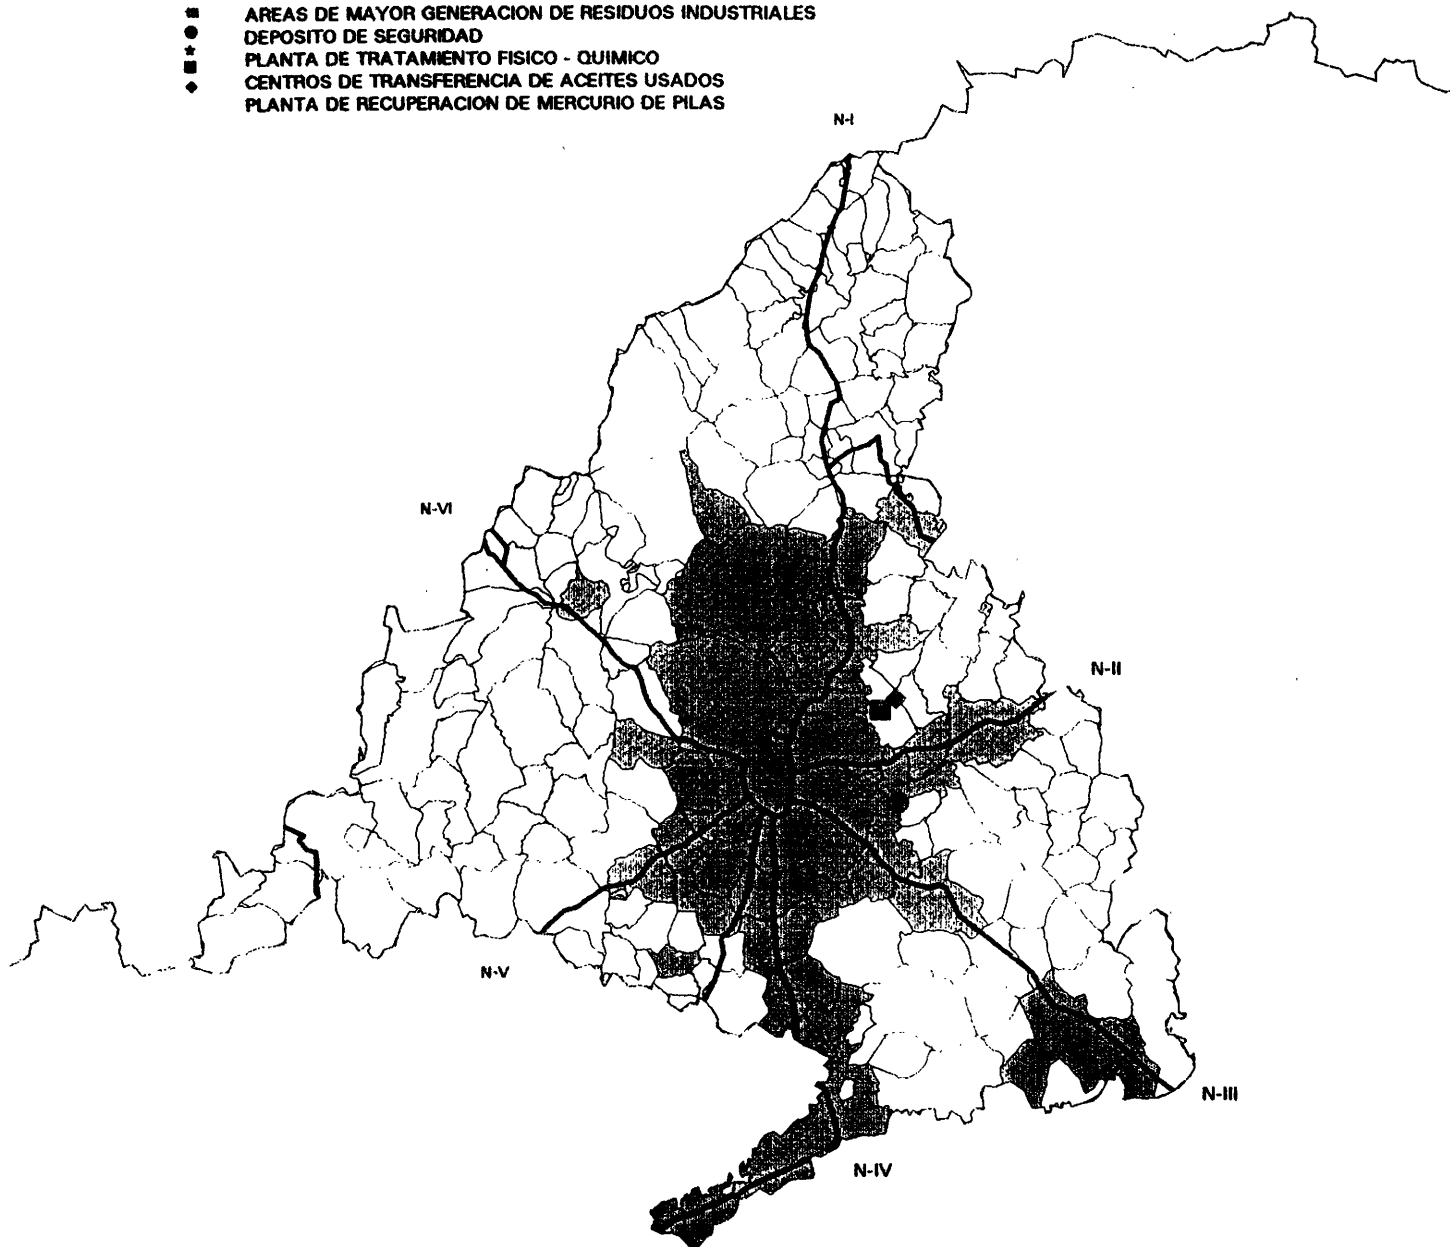 AREAS DE MAYOR GENERACION DE RESIDUOS INDUSTRIALES
DEPOSITO DE SEGURIDAD
PLANTA DE TRATAMIENTO FISICO - QUIMICO
CENTROS DE TRANSFERENCIA DE ACEITES USADOS
PLANTA DE RECUPERACION DE MERCURIO DE PILAS
N-I
N-VI
N-II
N-V
N-III
N-IV